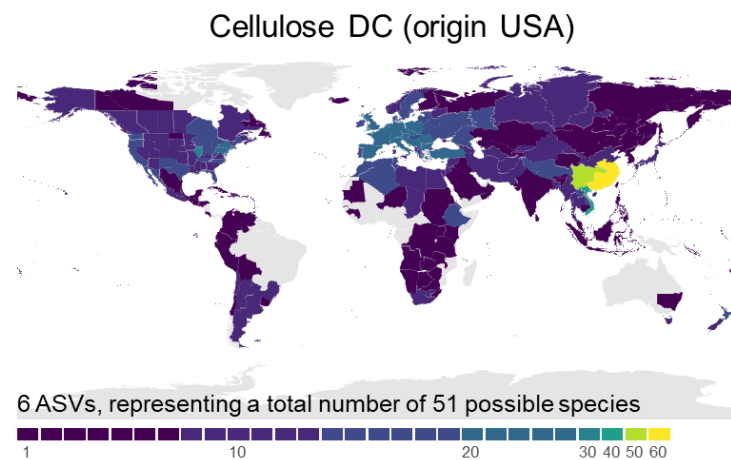 Cellulose DC (origin USA)
6 ASVs, representing a total number of 51 possible species
1 10 20 30 40 50 60